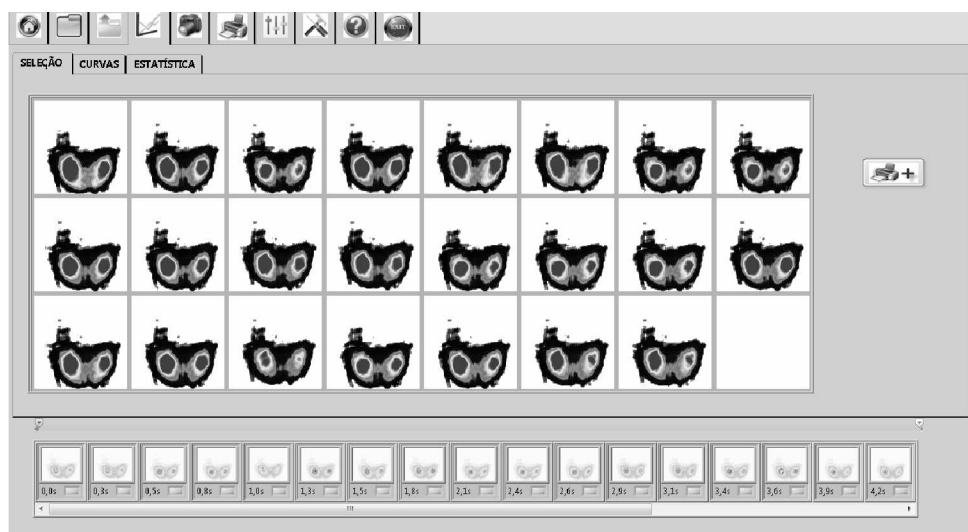 EXIT
SELEÇÃO CURVAS ESTATÍSTICA
0,0s 0,3s 0,5s 0,8s 1,0s 1,3s 1,5s 1,8s 2,1s 2,4s 2,6s 2,9s 3,1s 3,4s 3,6s 3,9s 4,2s